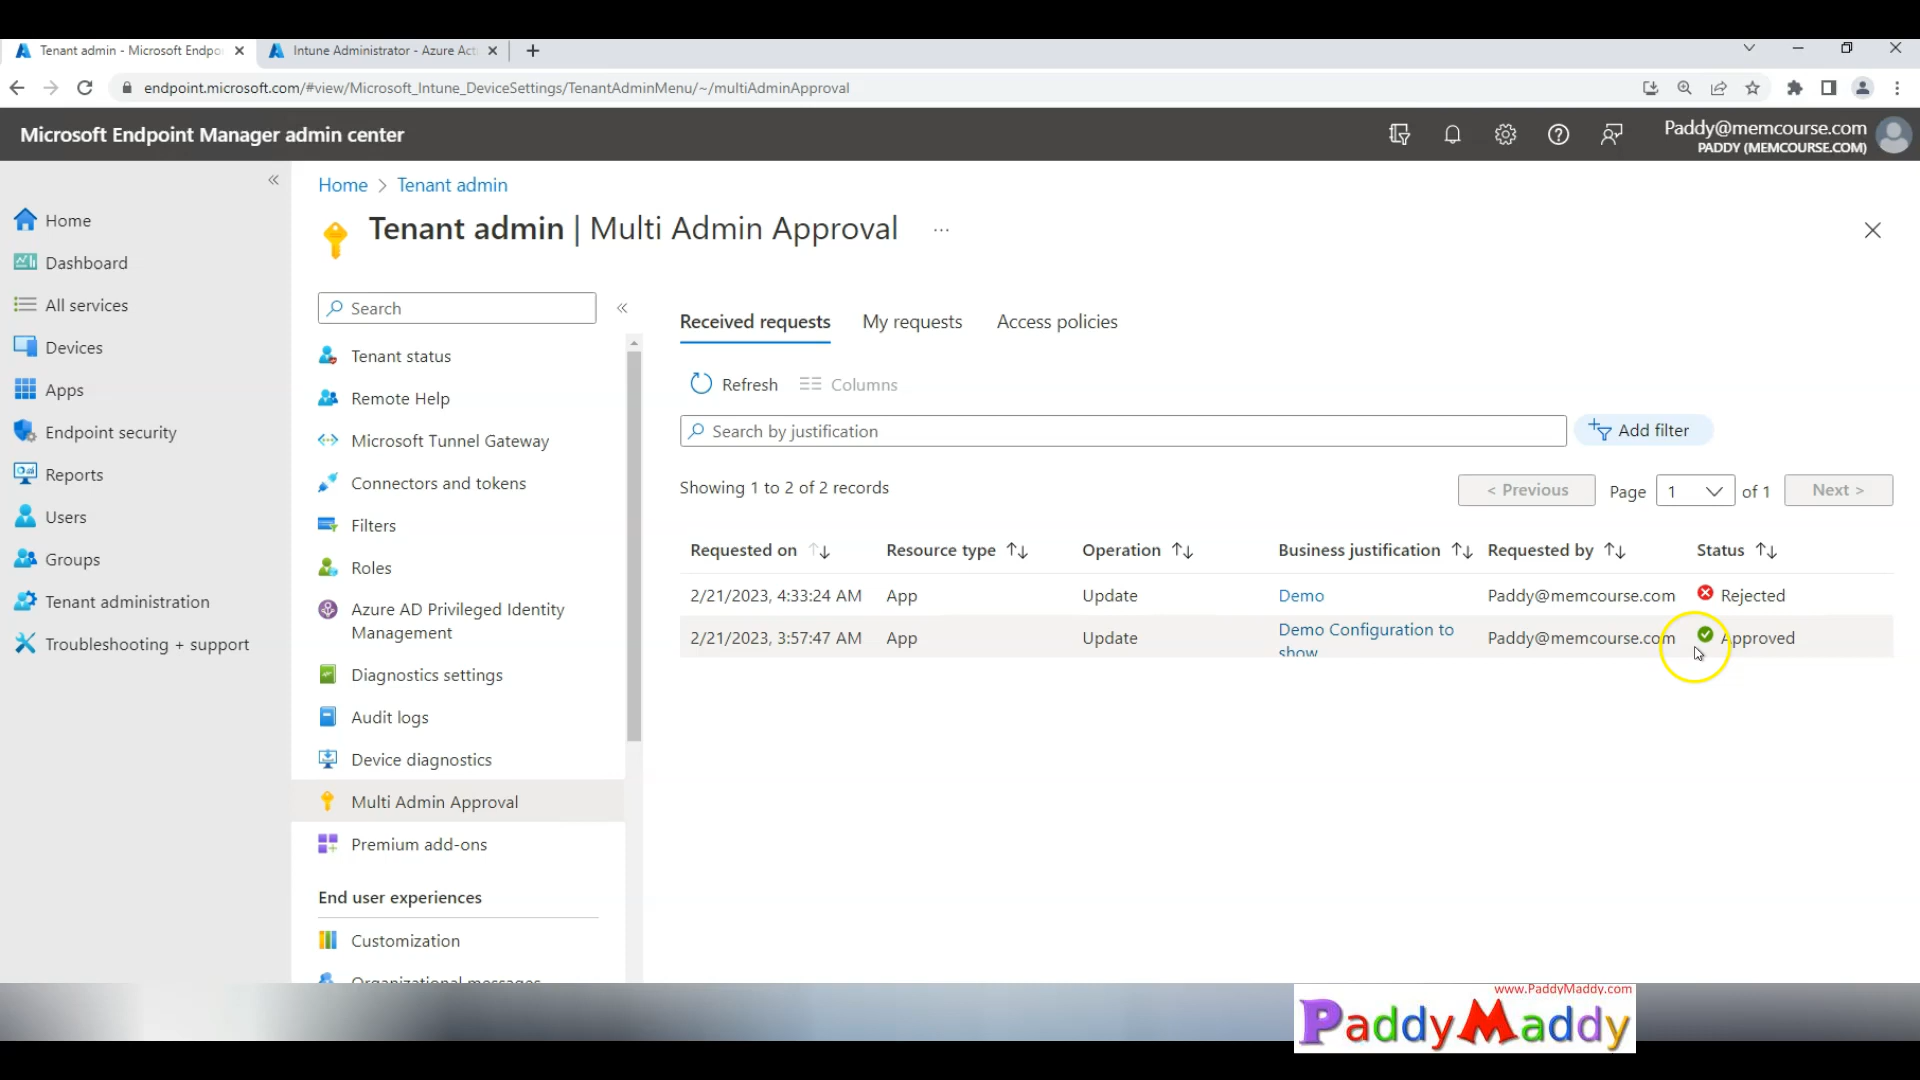 Tenant admin - Microsoft Endpo
Intune Administrator - Azure Act
endpoint.microsoft.com/#view/Microsoft_Intune_DeviceSettings/TenantAdminMenu/~/multiAdminApproval
Microsoft Endpoint Manager admin center
Paddy@memcourse.com
PADDY (MEMCOURSE.COM)
Home
Dashboard
All services
Devices
Apps
Endpoint security
Reports
Users
Groups
Tenant administration
Troubleshooting + support
Home > Tenant admin
Tenant admin | Multi Admin Approval ...
Search
Tenant status
Remote Help
Microsoft Tunnel Gateway
Connectors and tokens
Filters
Roles
Azure AD Privileged Identity
Management
Diagnostics settings
Audit logs
Device diagnostics
Multi Admin Approval
Premium add-ons
End user experiences
Customization
Organizational messages
Received requests My requests Access policies
Refresh Columns
Search by justification
Add filter
Showing 1 to 2 of 2 records
< Previous Page 1 of 1 Next >
Requested on Resource type Operation Business justification Requested by Status
2/21/2023, 4:33:24 AM App Update Demo Paddy@memcourse.com Rejected
2/21/2023, 3:57:47 AM App Update Demo Configuration to show Paddy@memcourse.com Approved
www.PaddyMaddy.com
PaddyMaddy